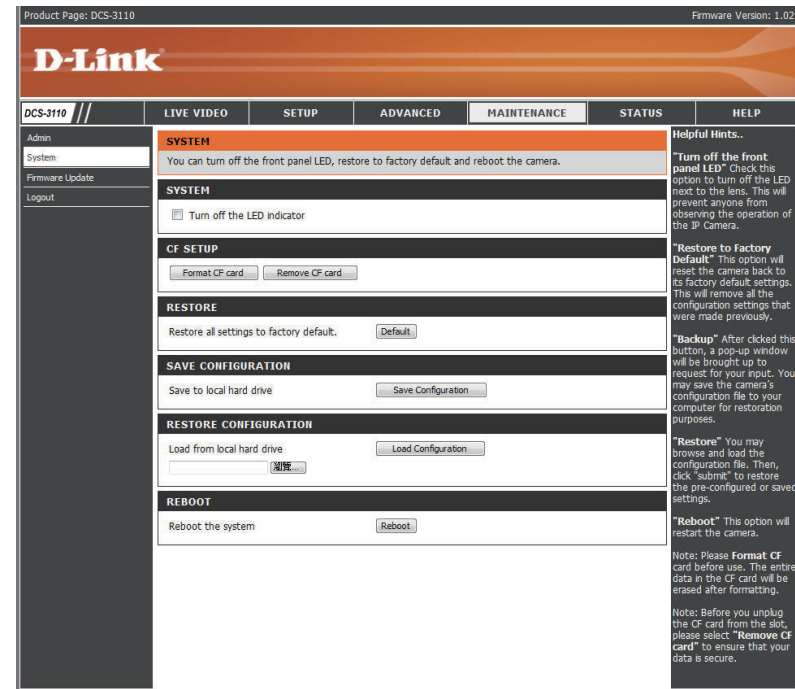 Product Page: DCS-3110
Firmware Version: 1.02
D-Link
DCS-3110
LIVE VIDEO
SETUP
ADVANCED
MAINTENANCE
STATUS
HELP
Admin
System
Firmware Update
Logout
SYSTEM
You can turn off the front panel LED, restore to factory default and reboot the camera.
SYSTEM
Turn off the LED indicator
CF SETUP
Format CF card
Remove CF card
RESTORE
Restore all settings to factory default.
Default
SAVE CONFIGURATION
Save to local hard drive
Save Configuration
RESTORE CONFIGURATION
Load from local hard drive
Load Configuration
瀏覽...
REBOOT
Reboot the system
Reboot
Helpful Hints..
"Turn off the front
panel LED" Check this
option to turn off the LED
next to the lens. This will
prevent anyone from
observing the operation of
the IP Camera.
"Restore to Factory
Default" This option will
reset the camera back to
its factory default settings.
This will remove all the
configuration settings that
were made previously.
"Backup" After clicked this
button, a pop-up window
will be brought up to
request for your input. You
may save the camera's
configuration file to your
computer for restoration
purposes.
"Restore" You may
browse and load the
configuration file. Then,
click "submit" to restore
the pre-configured or saved
settings.
"Reboot" This option will
restart the camera.
Note: Please Format CF
card before use. The entire
data in the CF card will be
erased after formatting.
Note: Before you unplug
the CF card from the slot,
please select "Remove CF
card" to ensure that your
data is secure.